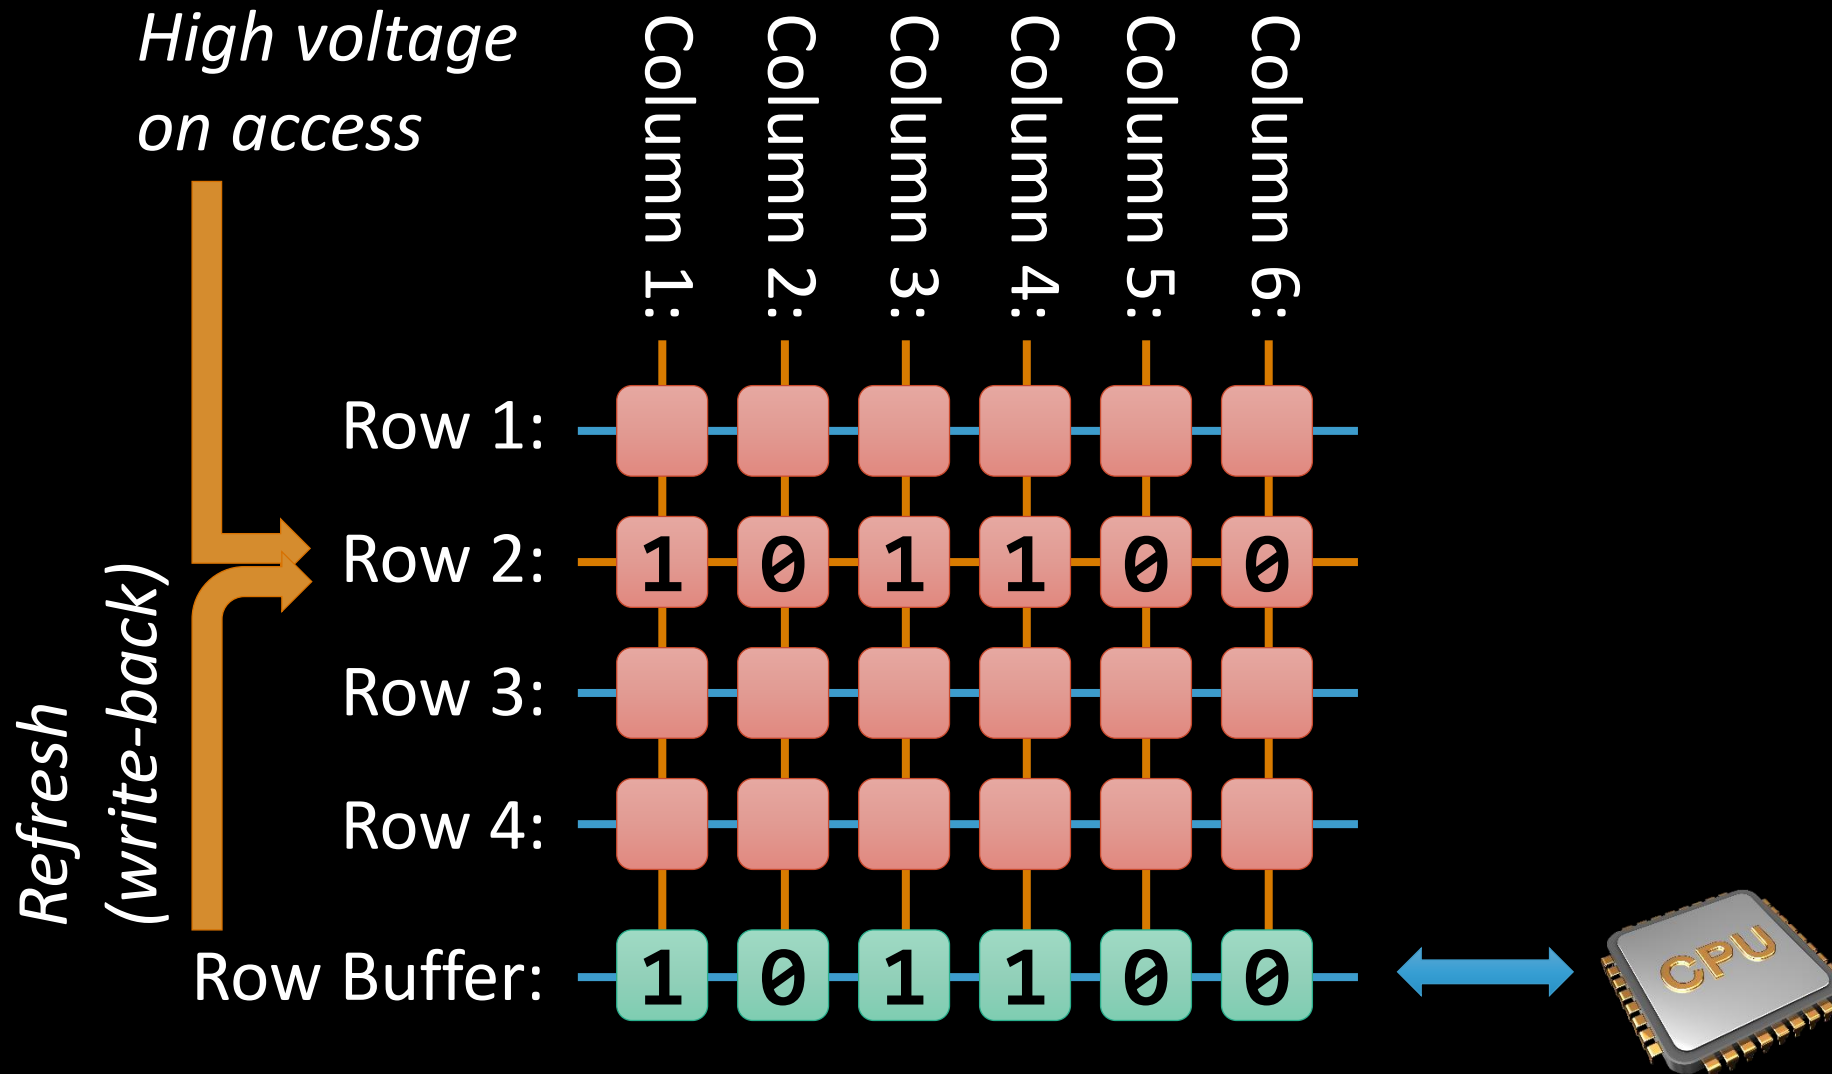 High voltage
on access
Column 1:
Column 2:
Column 3:
Column 4:
Column 5:
Column 6:
Row 1:
Row 2: 1 0 1 1 0 0
Row 3:
Row 4:
Refresh
(write-back)
Row Buffer: 1 0 1 1 0 0
CPU